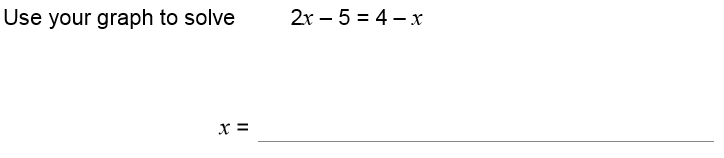 Use your graph to solve 2x – 5 = 4 – x
x =